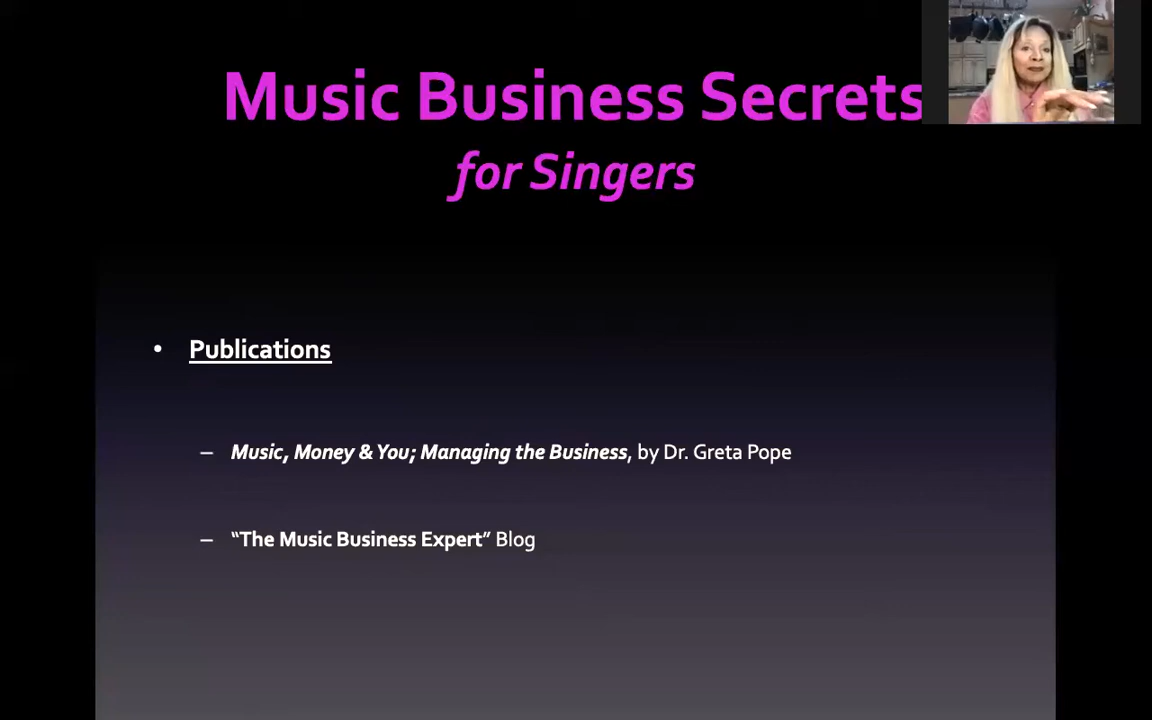 Music Business Secrets
for Singers
• Publications
– Music, Money & You; Managing the Business, by Dr. Greta Pope
– “The Music Business Expert” Blog